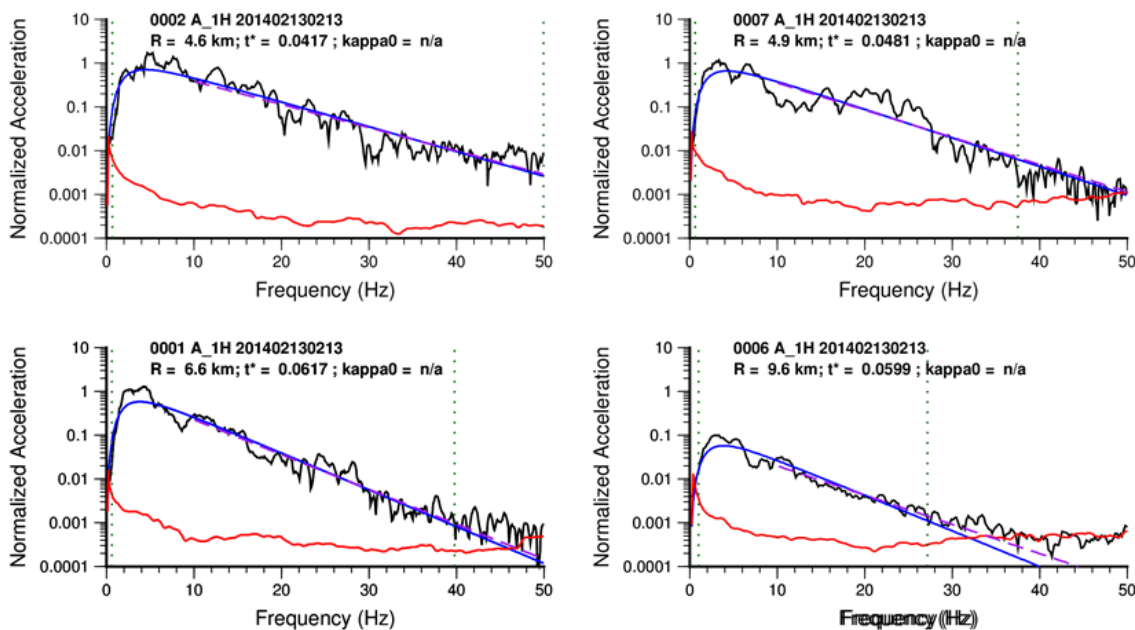 0002 A_1H 201402130213
R = 4.6 km; t* = 0.0417 ; kappa0 = n/a
Normalized Acceleration
10
1
0.1
0.01
0.001
0.0001
0 10 20 30 40 50
Frequency (Hz)
0007 A_1H 201402130213
R = 4.9 km; t* = 0.0481 ; kappa0 = n/a
Normalized Acceleration
10
1
0.1
0.01
0.001
0.0001
0 10 20 30 40 50
Frequency (Hz)
0001 A_1H 201402130213
R = 6.6 km; t* = 0.0617 ; kappa0 = n/a
Normalized Acceleration
10
1
0.1
0.01
0.001
0.0001
0 10 20 30 40 50
Frequency (Hz)
0006 A_1H 201402130213
R = 9.6 km; t* = 0.0599 ; kappa0 = n/a
Normalized Acceleration
10
1
0.1
0.01
0.001
0.0001
0 10 20 30 40 50
Frequency (Hz)